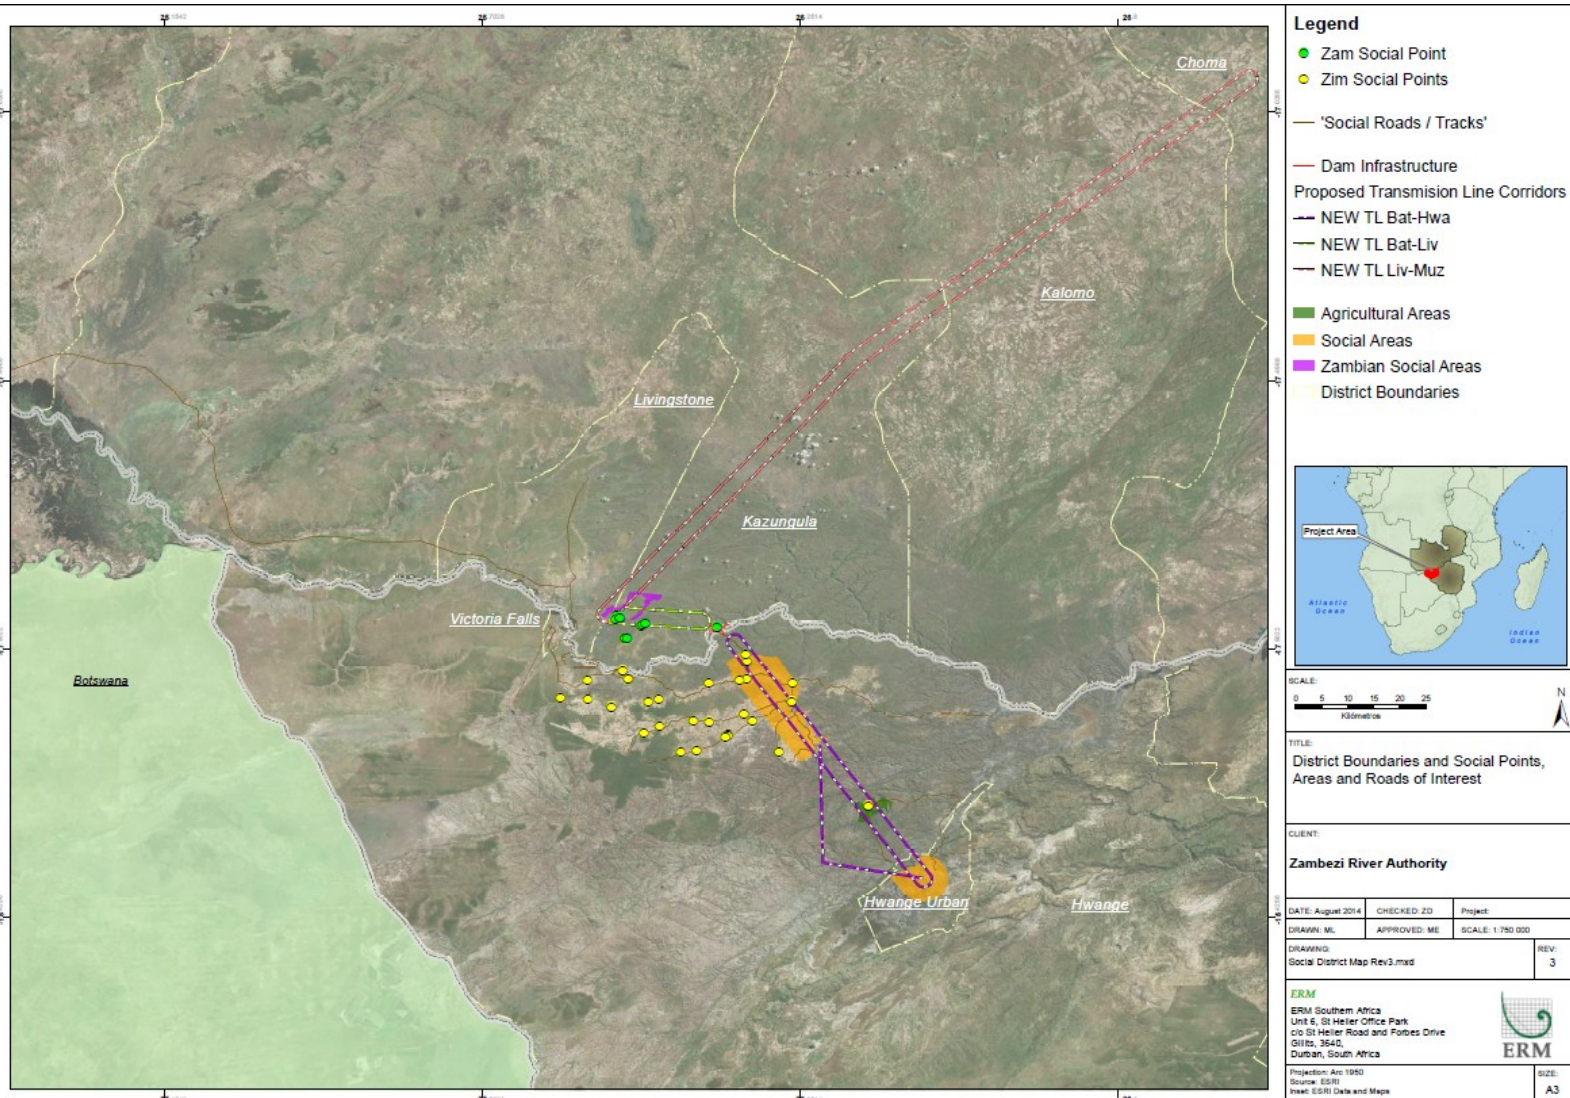 Choma
Kalomo
Livingstone
Kazungula
Victoria Falls
Botswana
Hwange Urban
Hwange
Legend
Zam Social Point
Zim Social Points
'Social Roads / Tracks'
Dam Infrastructure
Proposed Transmision Line Corridors
NEW TL Bat-Hwa
NEW TL Bat-Liv
NEW TL Liv-Muz
Agricultural Areas
Social Areas
Zambian Social Areas
District Boundaries
Project Area
Atlantic
Ocean
Indian
Ocean
SCALE:
0 5 10 15 20 25
Kilometres
N
TITLE:
District Boundaries and Social Points,
Areas and Roads of Interest
CLIENT:
Zambezi River Authority
DATE: August 2014 CHECKED: ZD Project:
DRAWN: ML APPROVED: ME SCALE: 1:750 000
DRAWING: REV:
Social District Map Rev3.mxd 3
ERM
ERM Southern Africa
Unit 6, St Helier Office Park
c/o St Helier Road and Forbes Drive
Gillits, 3640,
Durban, South Africa
ERM
Projection: Arc 1950 SIZE:
Source: ESRI
Inset: ESRI Data and Maps A3